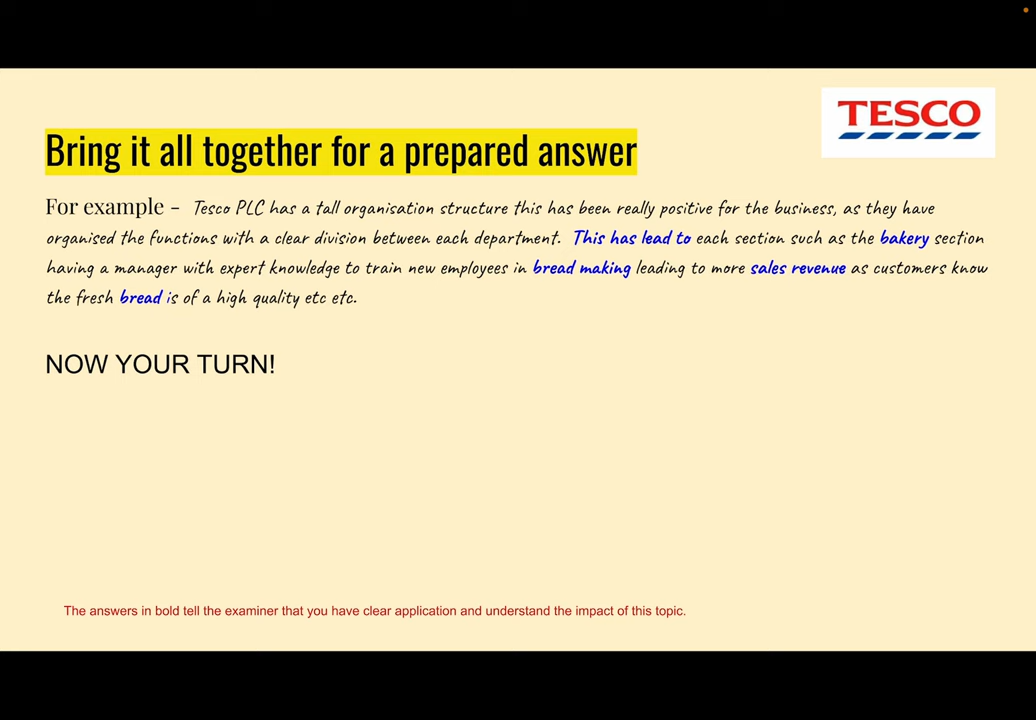 TESCO
Bring it all together for a prepared answer
For example - Tesco PLC has a tall organisation structure this has been really positive for the business, as they have
organised the functions with a clear division between each department. This has lead to each section such as the bakery section
having a manager with expert knowledge to train new employees in bread making leading to more sales revenue as customers know
the fresh bread is of a high quality etc etc.
NOW YOUR TURN!
The answers in bold tell the examiner that you have clear application and understand the impact of this topic.